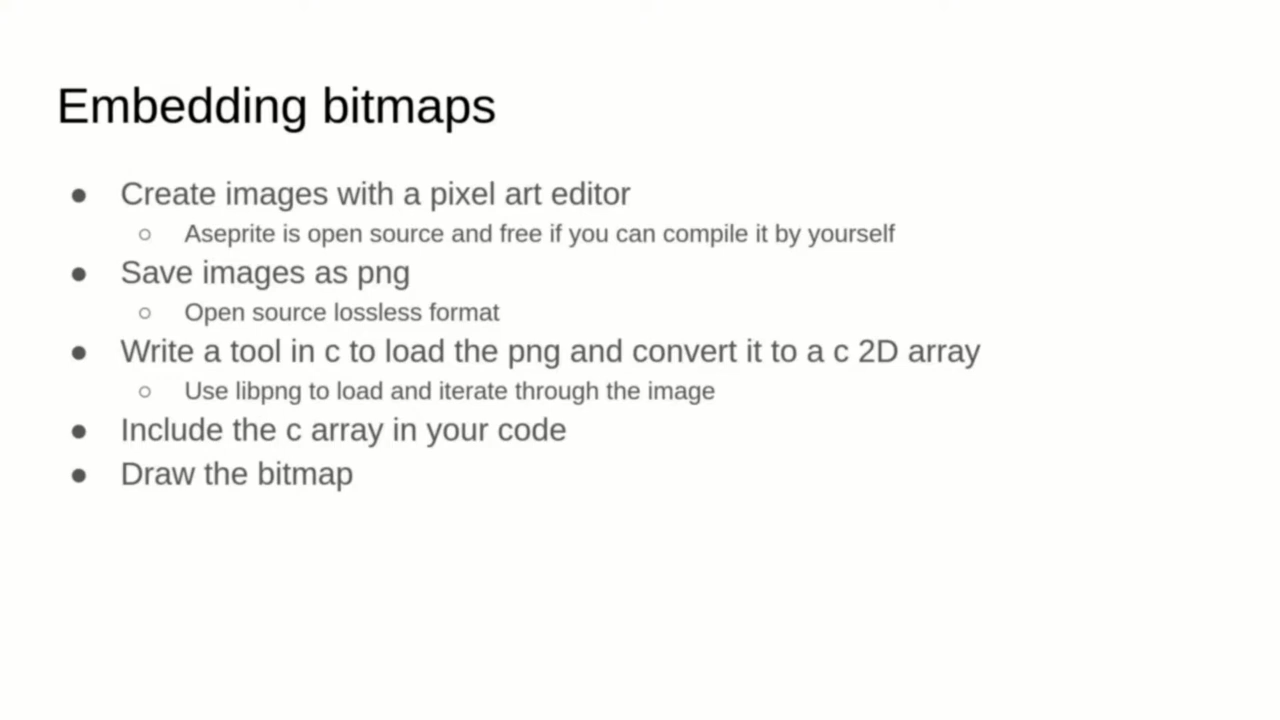 Embedding bitmaps
● Create images with a pixel art editor
○ Aseprite is open source and free if you can compile it by yourself
● Save images as png
○ Open source lossless format
● Write a tool in c to load the png and convert it to a c 2D array
○ Use libpng to load and iterate through the image
● Include the c array in your code
● Draw the bitmap